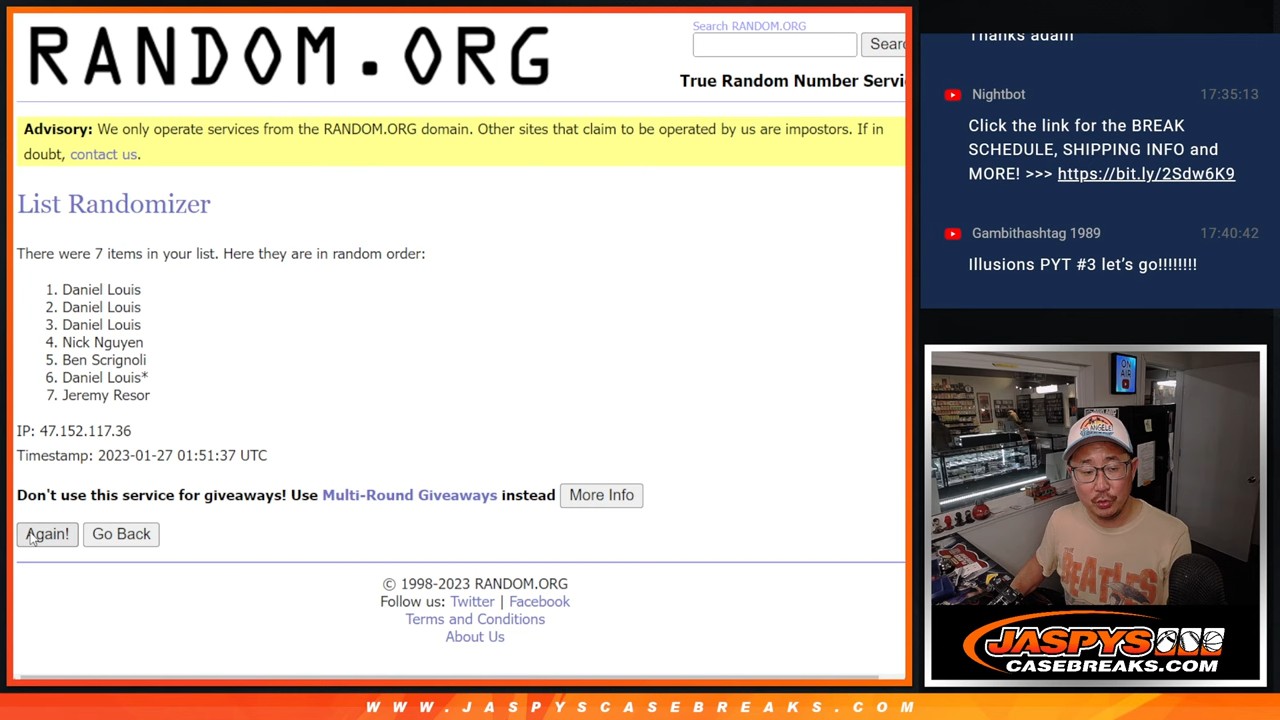 RANDOM.ORG
Search RANDOM.ORG
Sear
True Random Number Servi
Advisory: We only operate services from the RANDOM.ORG domain. Other sites that claim to be operated by us are impostors. If in
doubt, contact us.
List Randomizer
There were 7 items in your list. Here they are in random order:
1. Daniel Louis
2. Daniel Louis
3. Daniel Louis
4. Nick Nguyen
5. Ben Scrignoli
6. Daniel Louis*
7. Jeremy Resor
IP: 47.152.117.36
Timestamp: 2023-01-27 01:51:37 UTC
Don't use this service for giveaways! Use Multi-Round Giveaways instead More Info
Again! Go Back
© 1998-2023 RANDOM.ORG
Follow us: Twitter | Facebook
Terms and Conditions
About Us
Thanks adam
Nightbot 17:35:13
Click the link for the BREAK
SCHEDULE, SHIPPING INFO and
MORE! >>> https://bit.ly/2Sdw6K9
Gambithashtag 1989 17:40:42
Illusions PYT #3 let’s go!!!!!!!!
ON
AIR
BEATLES
JASPYS
CASEBREAKS.COM
WWW.JASPYSCASEBREAKS.COM